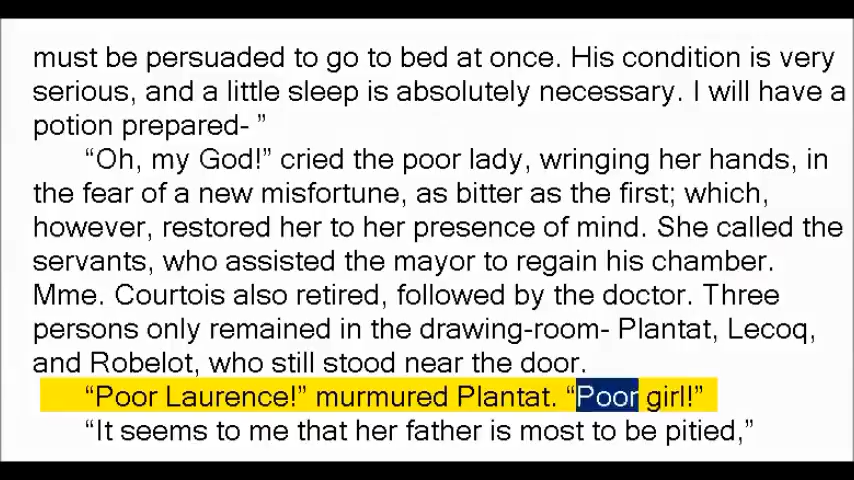 must be persuaded to go to bed at once. His condition is very
serious, and a little sleep is absolutely necessary. I will have a
potion prepared- ”
“Oh, my God!” cried the poor lady, wringing her hands, in
the fear of a new misfortune, as bitter as the first; which,
however, restored her to her presence of mind. She called the
servants, who assisted the mayor to regain his chamber.
Mme. Courtois also retired, followed by the doctor. Three
persons only remained in the drawing-room- Plantat, Lecoq,
and Robelot, who still stood near the door.
“Poor Laurence!” murmured Plantat. “Poor girl!”
“It seems to me that her father is most to be pitied,”